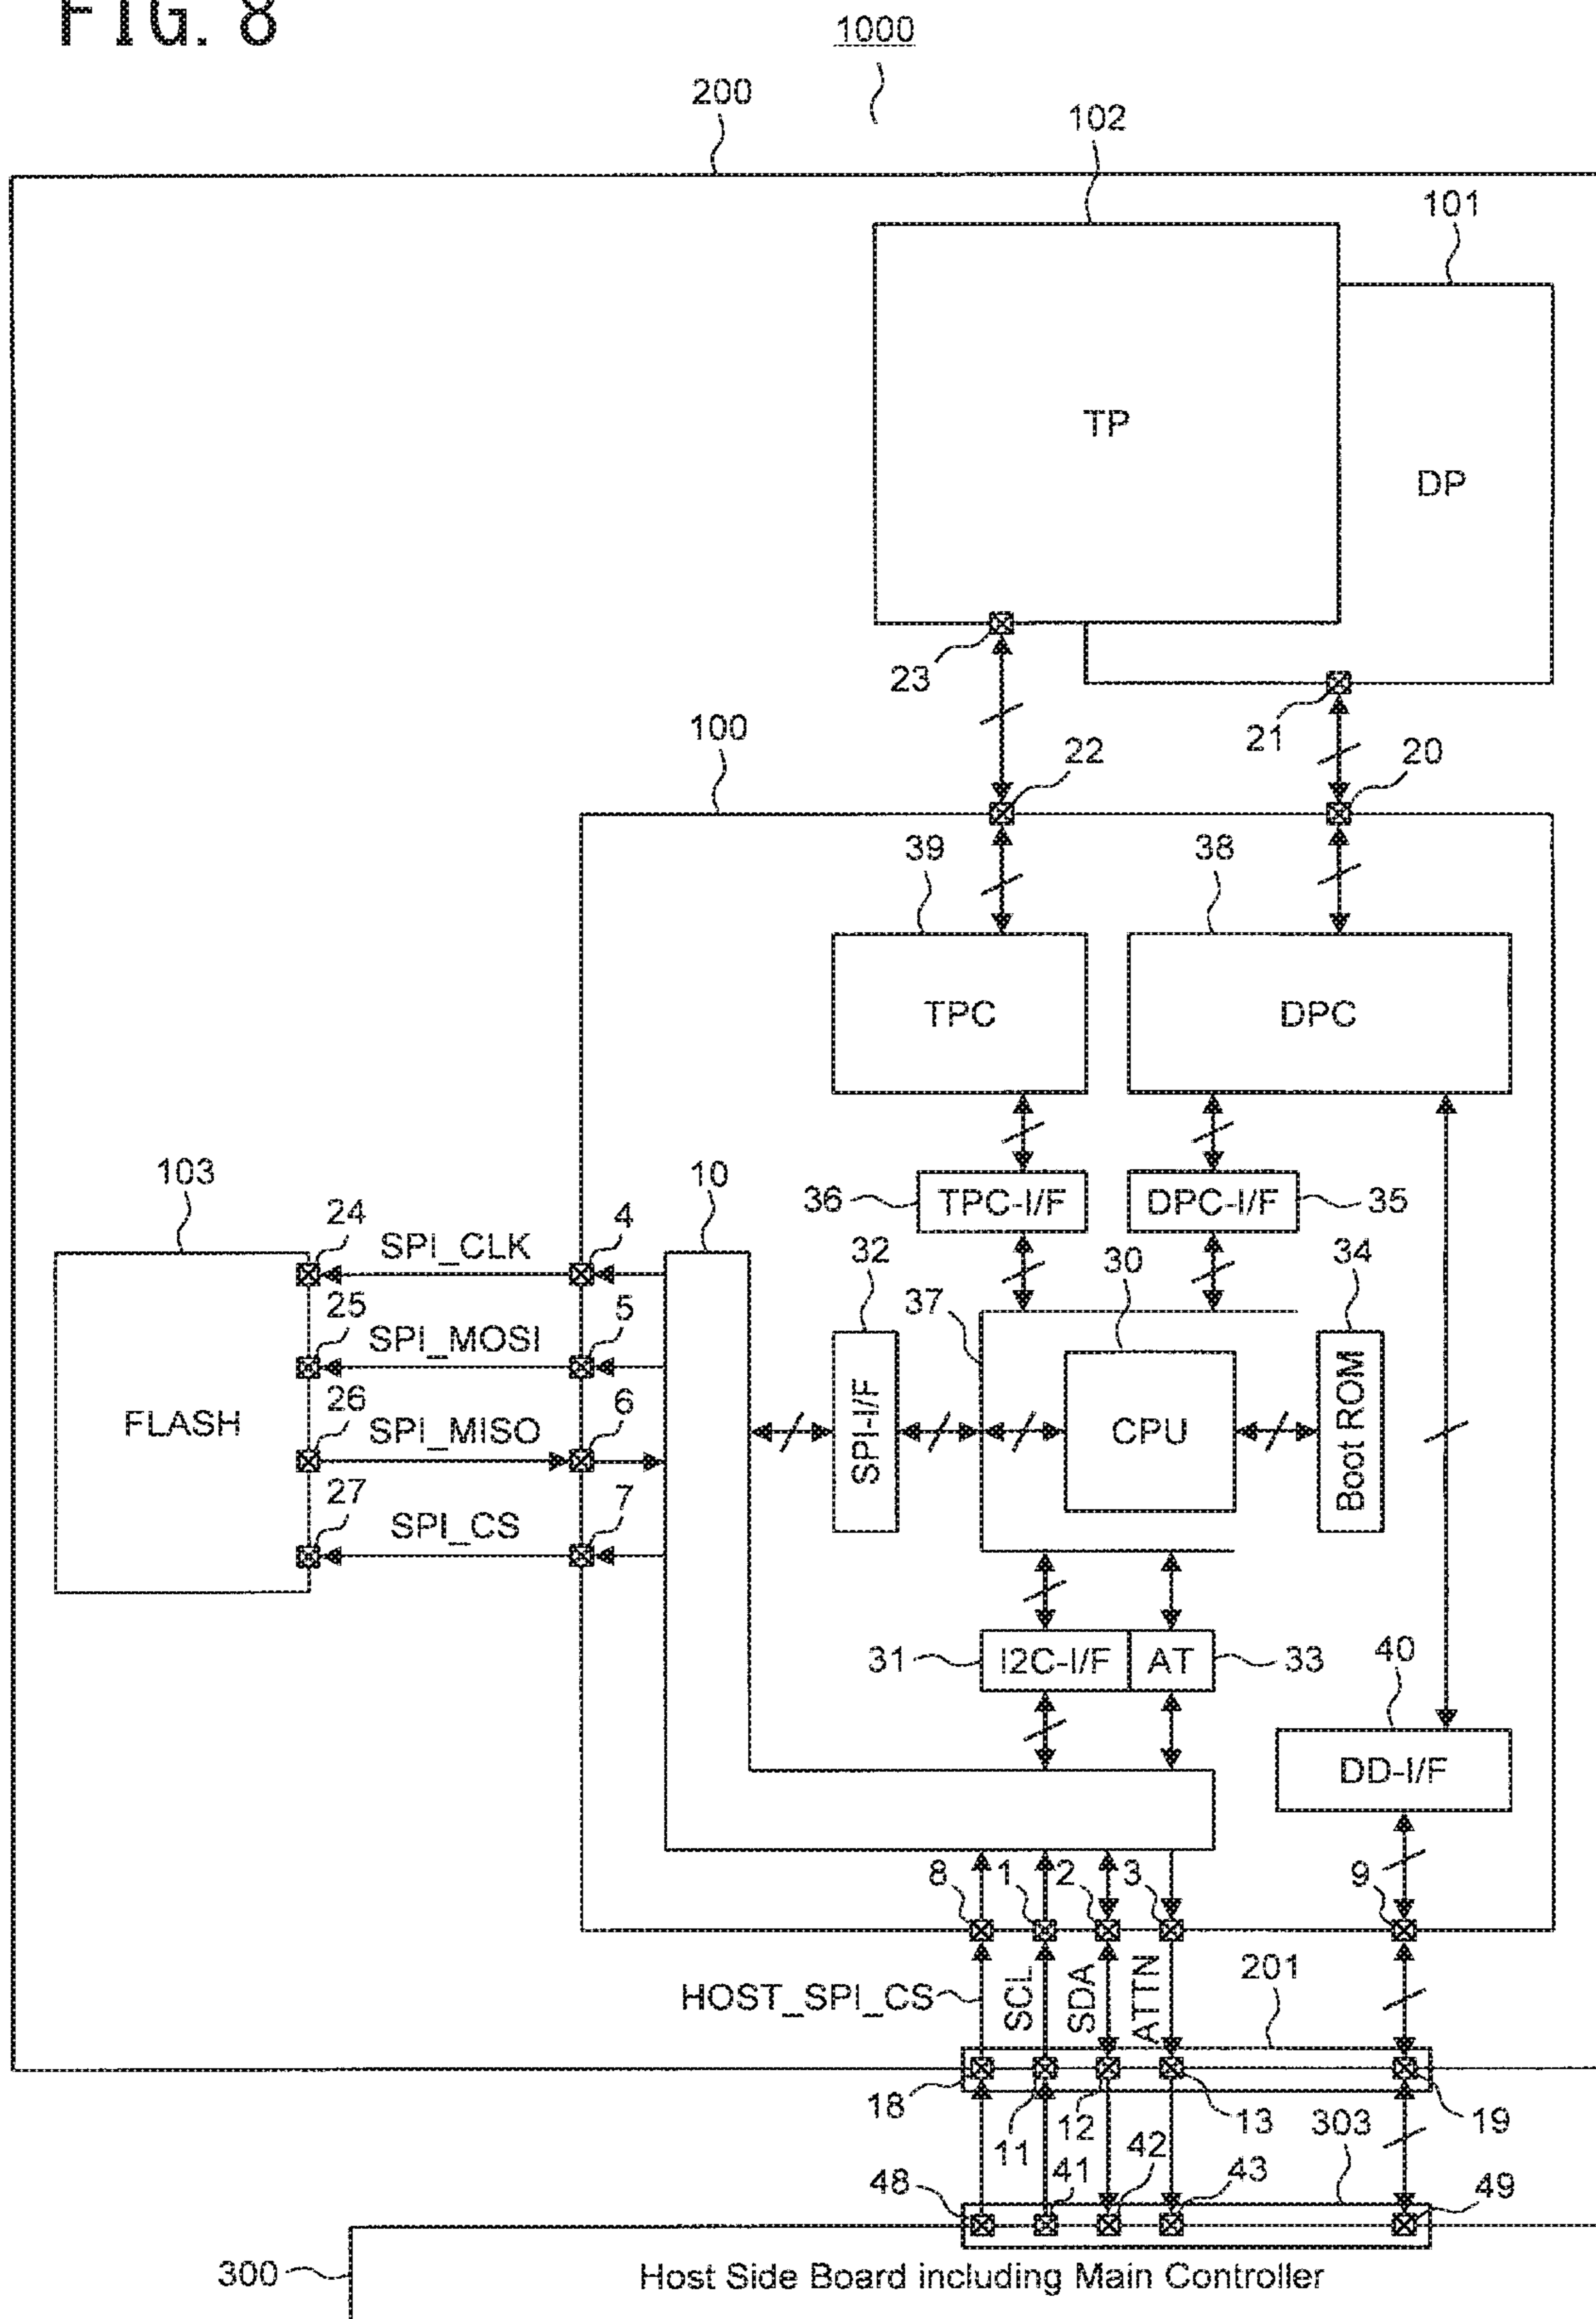 FIG. 8
1000
200
102
101
TP
DP
23
21
100
22
20
39
38
TPC
DPC
103
10
36
TPC-I/F
DPC-I/F
35
24
SPI_CLK
4
32
30
34
37
25
SPI_MOSI
5
26
SPI_MISO
6
FLASH
SPI-I/F
CPU
Boot ROM
27
SPI_CS
7
31
I2C-I/F
AT
33
40
DD-I/F
8
1
2
3
9
HOST_SPI_CS
SCL
SDA
ATTN
201
18
11
12
13
19
303
48
41
42
43
49
300
Host Side Board including Main Controller